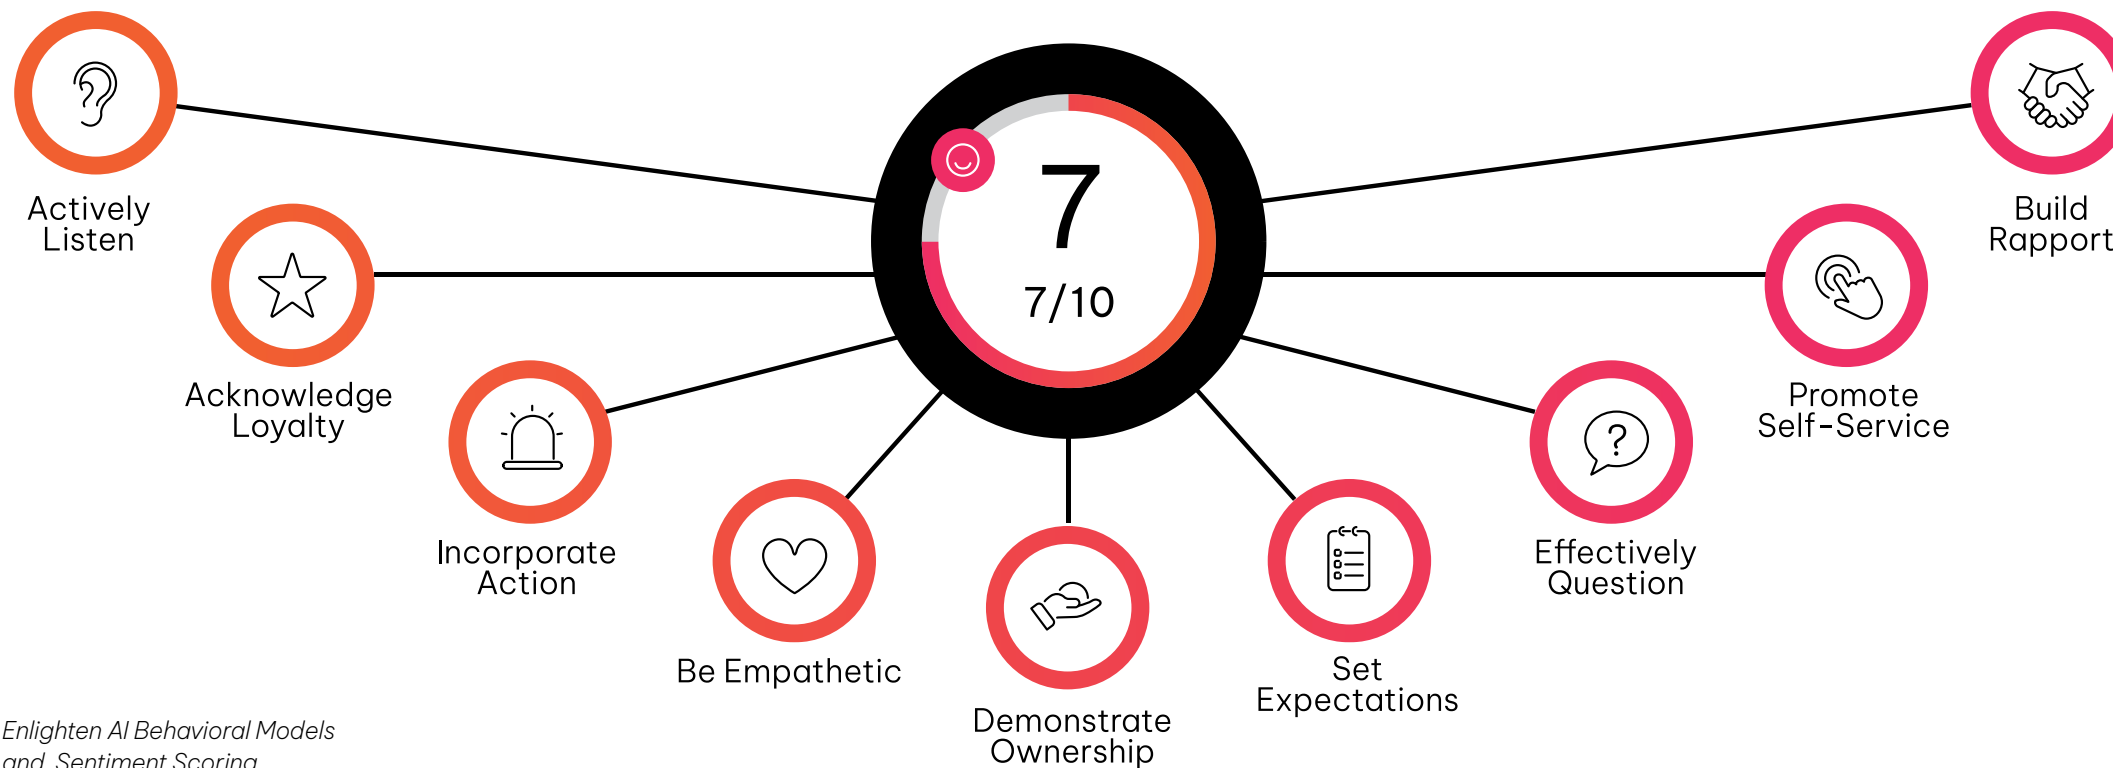 7
7/10
Actively
Listen
Acknowledge
Loyalty
Incorporate
Action
Be Empathetic
Demonstrate
Ownership
Set
Expectations
Effectively
Question
?
Promote
Self-Service
Build
Rapport
Enlighten AI Behavioral Models
and Sentiment Scoring